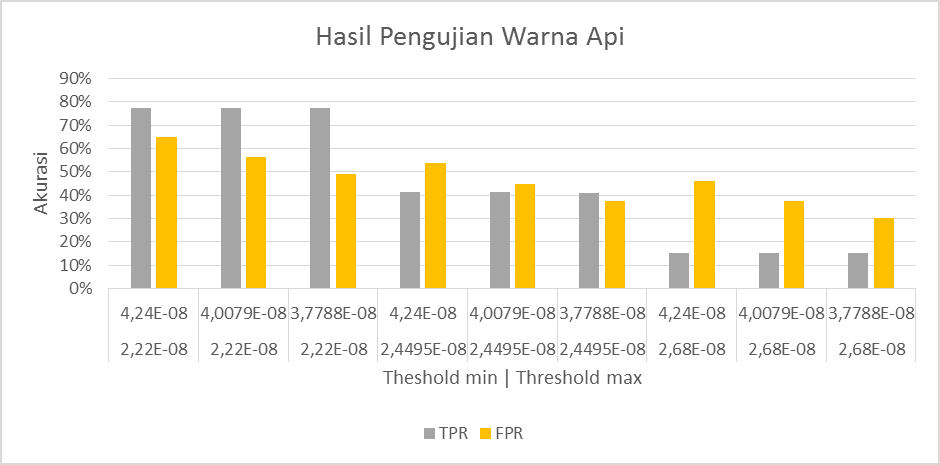 Hasil Pengujian Warna Api
Akurasi
90%
80%
70%
60%
50%
40%
30%
20%
10%
0%
4,24E-08 4,0079E-08 3,7788E-08 4,24E-08 4,0079E-08 3,7788E-08 4,24E-08 4,0079E-08 3,7788E-08
2,22E-08 2,22E-08 2,22E-08 2,4495E-08 2,4495E-08 2,4495E-08 2,68E-08 2,68E-08 2,68E-08
Theshold min | Threshold max
TPR FPR